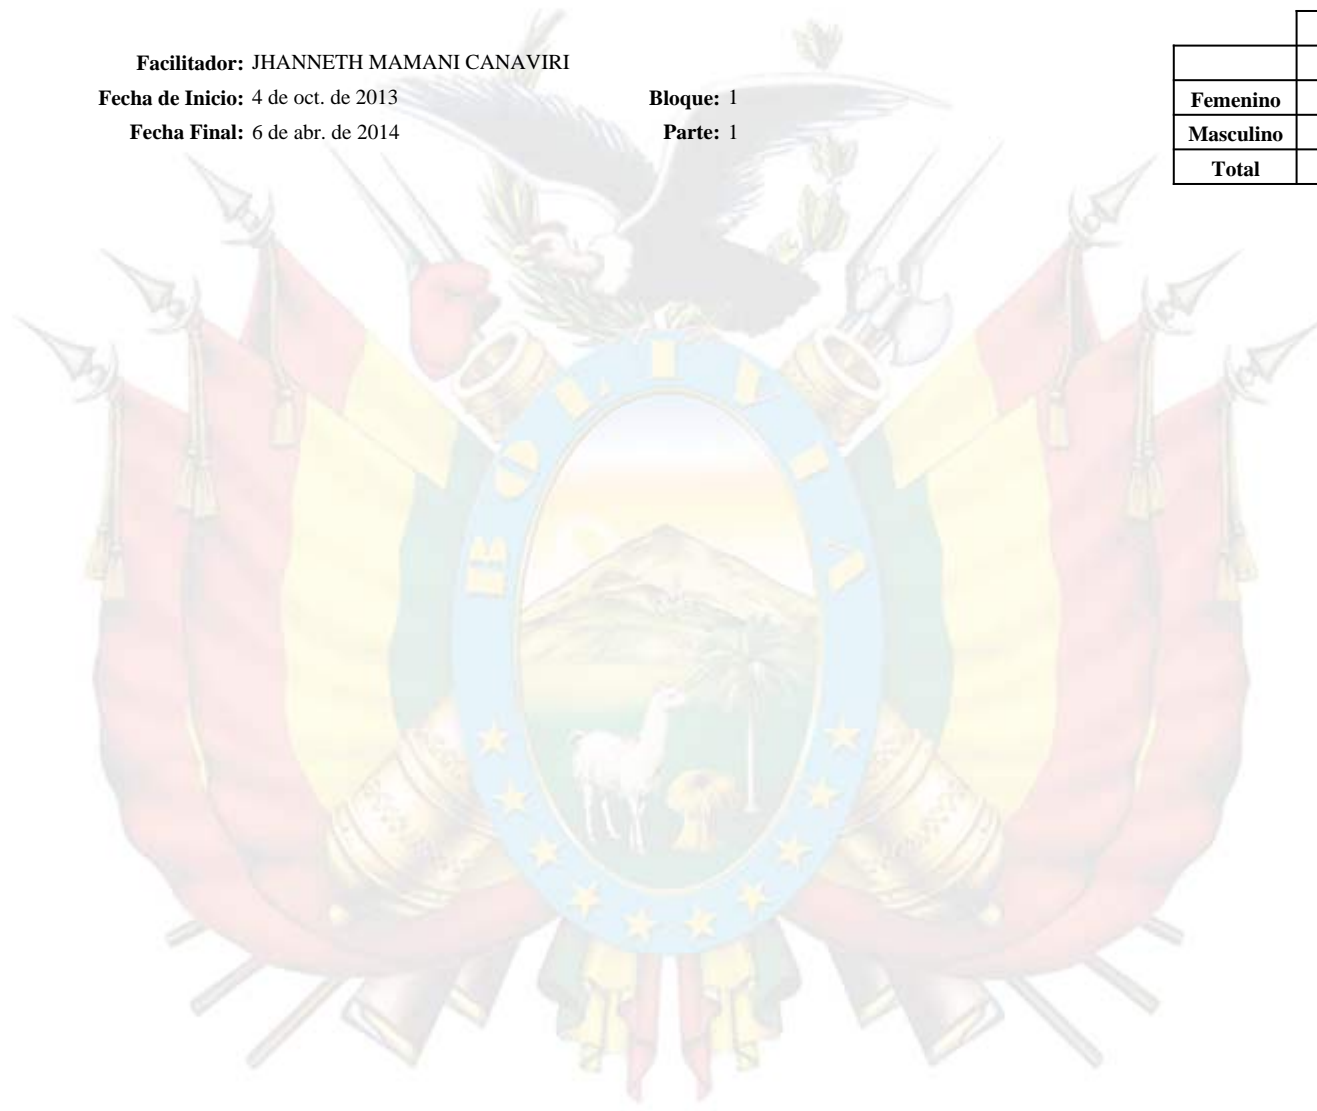 Facilitador: JHANNETH MAMANI CANAVIRI
Fecha de Inicio: 4 de oct. de 2013 Bloque: 1
Fecha Final: 6 de abr. de 2014 Parte: 1
Femenino
Masculino
Total
BOLIVIA